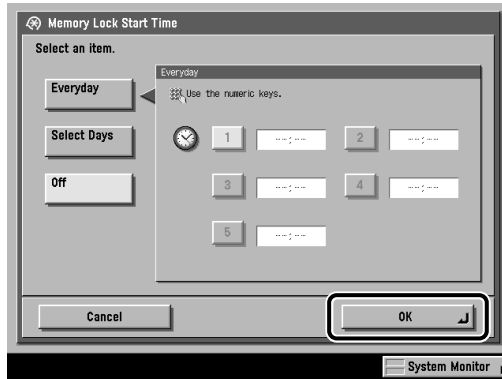 Memory Lock Start Time
Select an item.
Everyday
Select Days
Off
Everyday
Use the numeric keys.
1 --:-- 2 --:--
3 --:-- 4 --:--
5 --:--
Cancel
OK
System Monitor